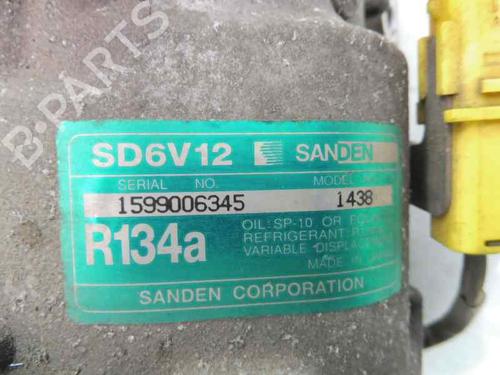 B-PARTS
SD6V12 SANDEN
SERIAL NO. MODEL
1599006345 1438
R134a
OIL: SP-10 OR
REFRIGERANT:
VARIABLE
MADE IN
SANDEN CORPORATION